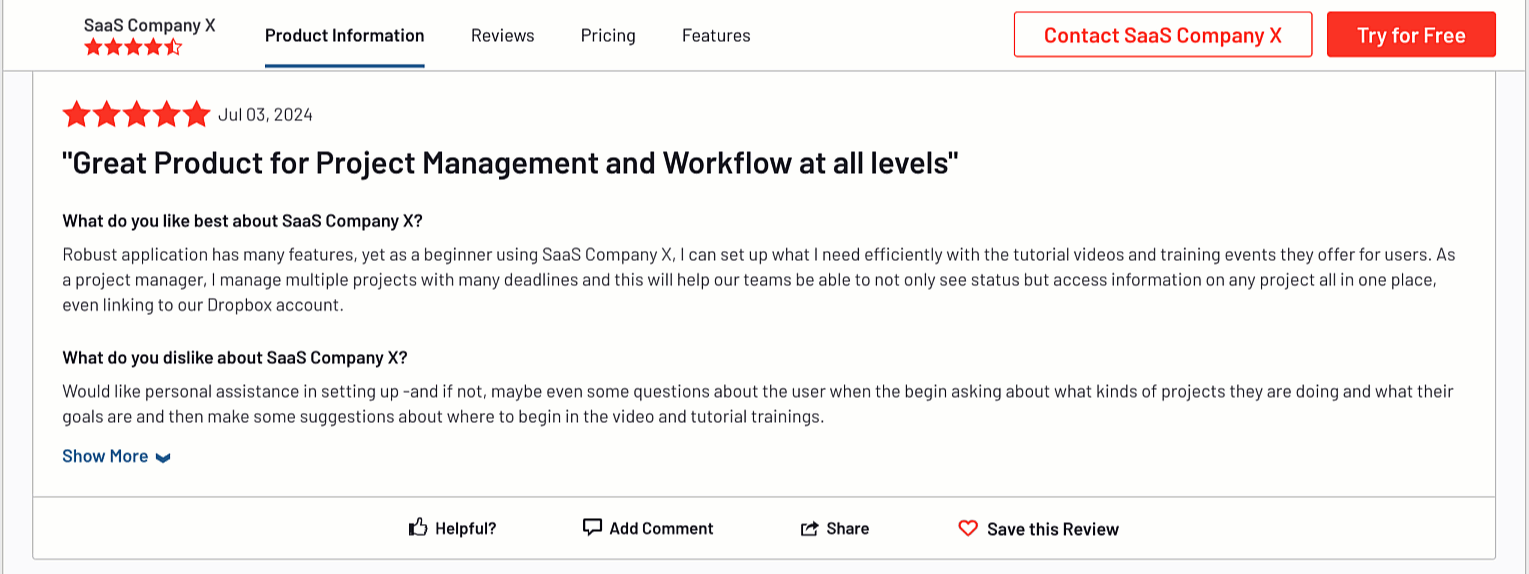 SaaS Company X
Product Information
Reviews
Pricing
Features
Contact SaaS Company X
Try for Free
Jul 03, 2024
"Great Product for Project Management and Workflow at all levels"
What do you like best about SaaS Company X?
Robust application has many features, yet as a beginner using SaaS Company X, I can set up what I need efficiently with the tutorial videos and training events they offer for users. As
a project manager, I manage multiple projects with many deadlines and this will help our teams be able to not only see status but access information on any project all in one place,
even linking to our Dropbox account.
What do you dislike about SaaS Company X?
Would like personal assistance in setting up -and if not, maybe even some questions about the user when the begin asking about what kinds of projects they are doing and what their
goals are and then make some suggestions about where to begin in the video and tutorial trainings.
Show More
Helpful?
Add Comment
Share
Save this Review